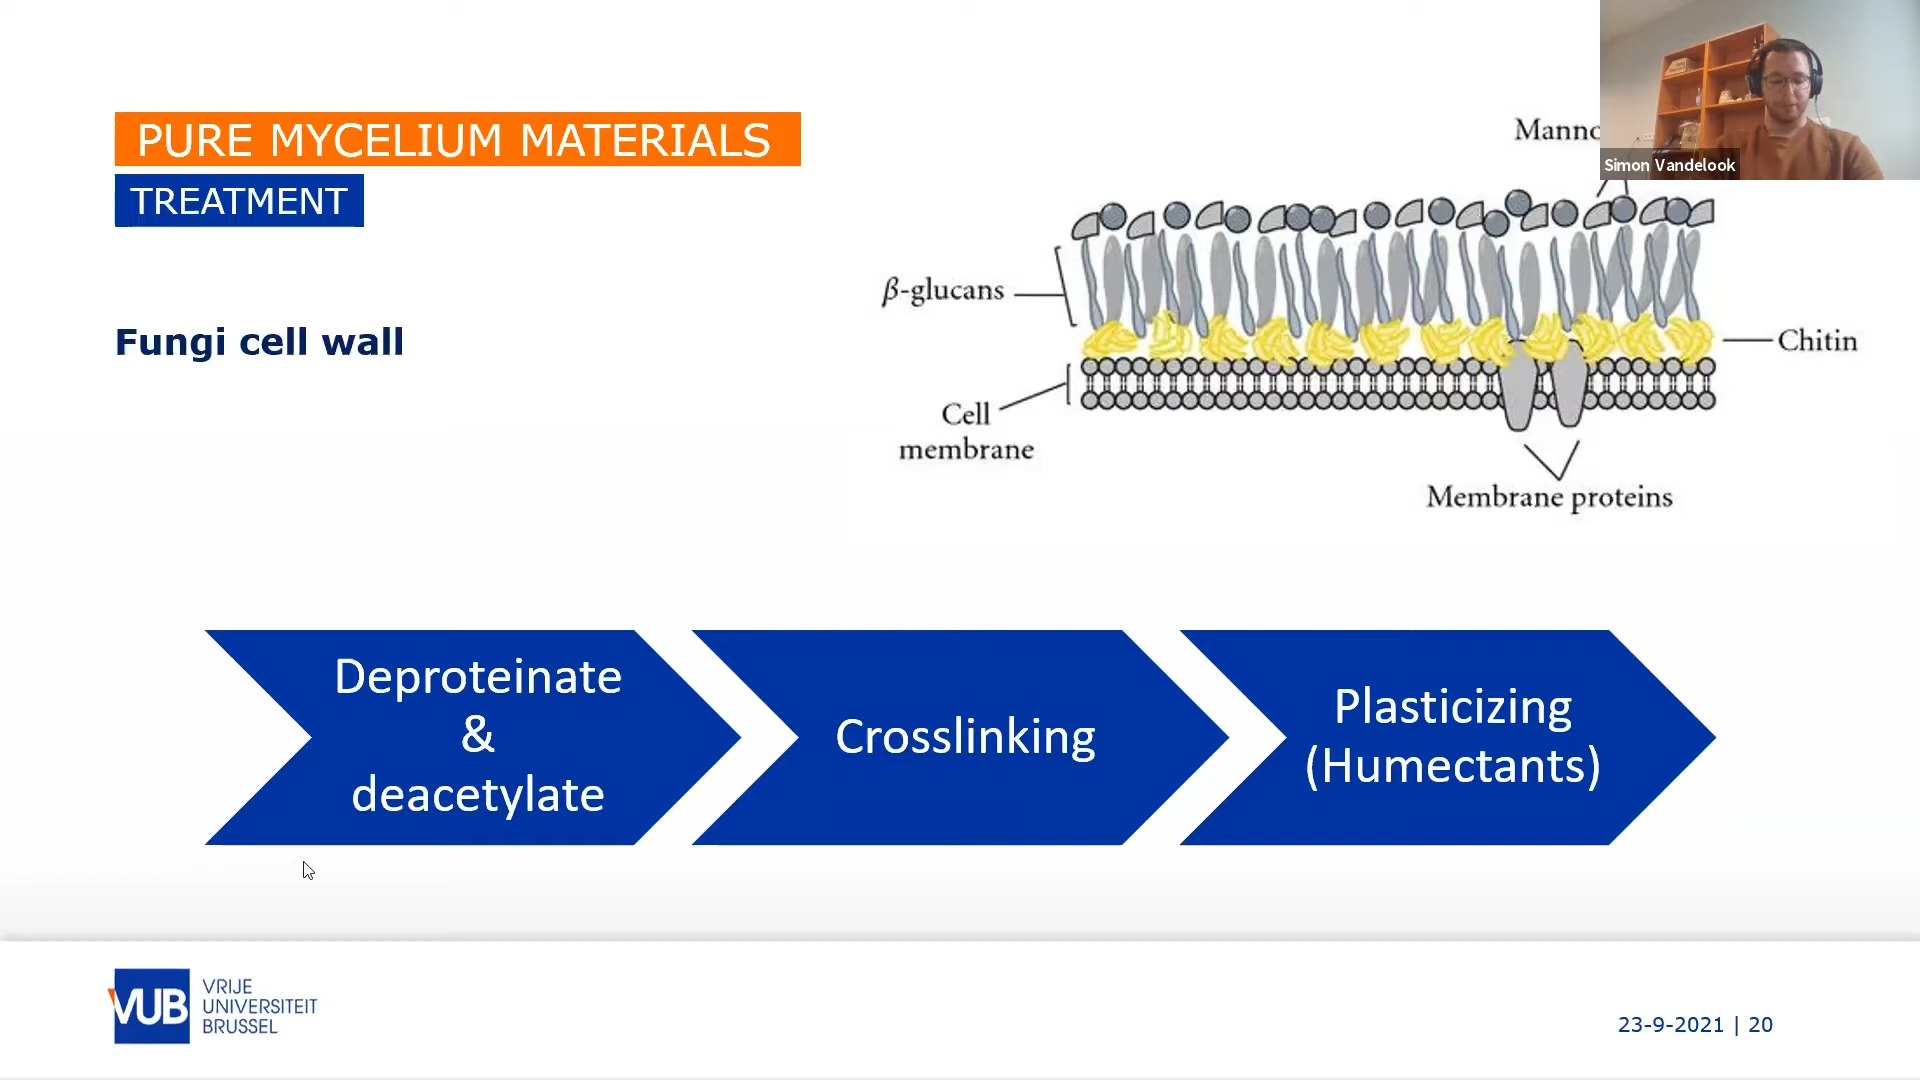 PURE MYCELIUM MATERIALS
TREATMENT
Fungi cell wall
Simon Vandelook
β-glucans
Chitin
Cell
membrane
Membrane proteins
Deproteinate
&
deacetylate
Crosslinking
Plasticizing
(Humectants)
VUB
VRIJE
UNIVERSITEIT
BRUSSEL
23-9-2021 | 20